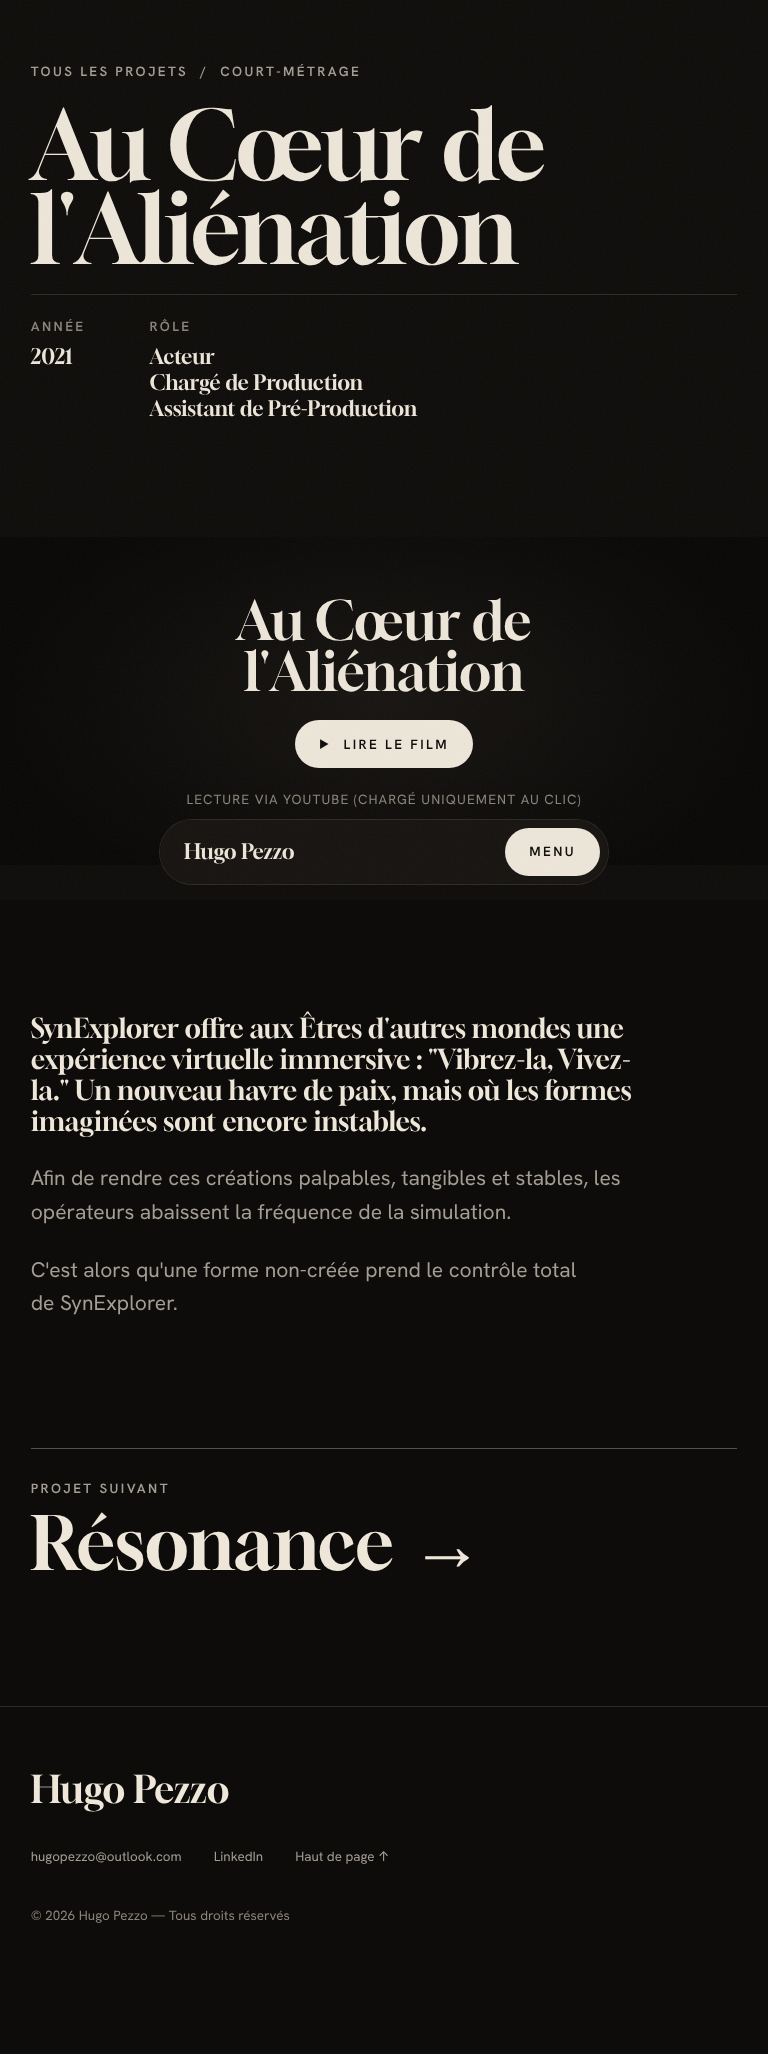 TOUS LES PROJETS / COURT-MÉTRAGE
Au Cœur de
l'Aliénation
ANNÉE
2021
RÔLE
Acteur
Chargé de Production
Assistant de Pré-Production
Au Cœur de
l'Aliénation
▶ LIRE LE FILM
LECTURE VIA YOUTUBE (CHARGÉ UNIQUEMENT AU CLIC)
Hugo Pezzo
MENU
SynExplorer offre aux Êtres d'autres mondes une
expérience virtuelle immersive : "Vibrez-la, Vivez-
la." Un nouveau havre de paix, mais où les formes
imaginées sont encore instables.
Afin de rendre ces créations palpables, tangibles et stables, les
opérateurs abaissent la fréquence de la simulation.
C'est alors qu'une forme non-créée prend le contrôle total
de SynExplorer.
PROJET SUIVANT
Résonance →
Hugo Pezzo
hugopezzo@outlook.com LinkedIn Haut de page ↑
© 2026 Hugo Pezzo — Tous droits réservés